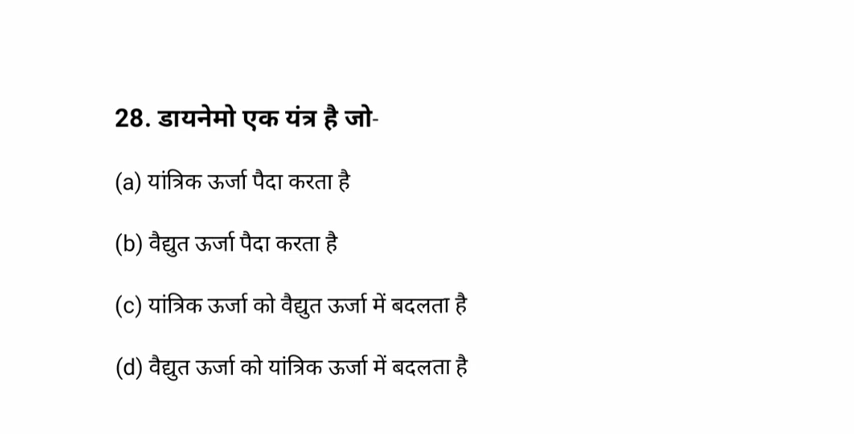 28. डायनेमो एक यंत्र है जो-
(a) यांत्रिक ऊर्जा पैदा करता है
(b) वैद्युत ऊर्जा पैदा करता है
(c) यांत्रिक ऊर्जा को वैद्युत ऊर्जा में बदलता है
(d) वैद्युत ऊर्जा को यांत्रिक ऊर्जा में बदलता है